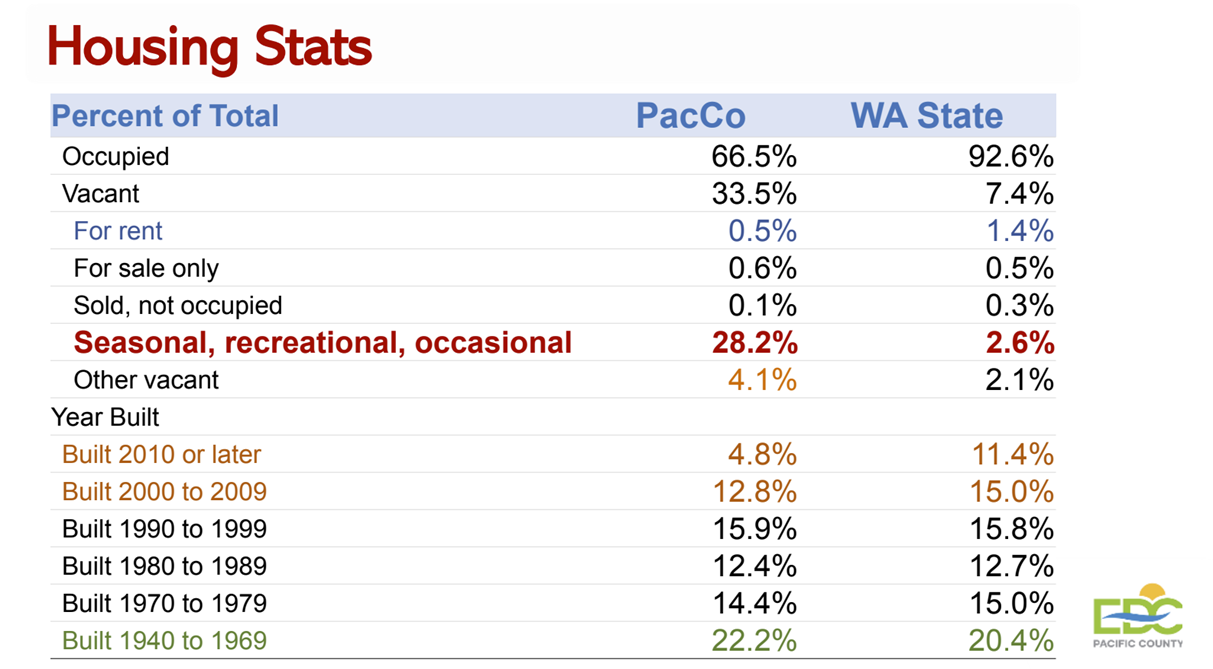 Housing Stats
Percent of Total PacCo WA State
Occupied 66.5% 92.6%
Vacant 33.5% 7.4%
For rent 0.5% 1.4%
For sale only 0.6% 0.5%
Sold, not occupied 0.1% 0.3%
Seasonal, recreational, occasional 28.2% 2.6%
Other vacant 4.1% 2.1%
Year Built
Built 2010 or later 4.8% 11.4%
Built 2000 to 2009 12.8% 15.0%
Built 1990 to 1999 15.9% 15.8%
Built 1980 to 1989 12.4% 12.7%
Built 1970 to 1979 14.4% 15.0%
Built 1940 to 1969 22.2% 20.4%
EDC
PACIFIC COUNTY